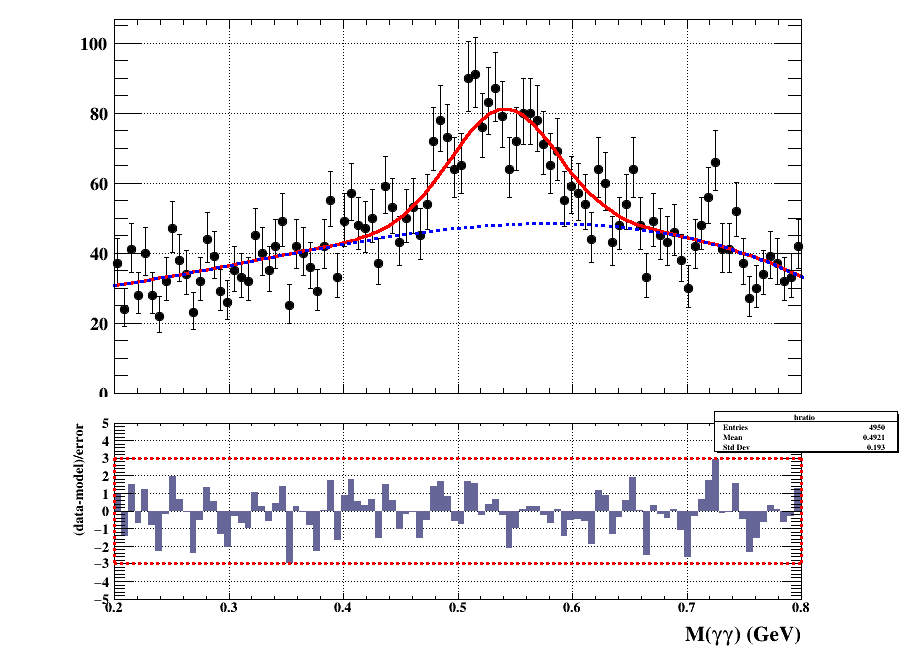 100
80
60
40
20
0
0.2 0.3 0.4 0.5 0.6 0.7 0.8
(data-model)/error
5
4
3
2
1
0
−1
−2
−3
−4
−5
hratio
Entries 4950
Mean 0.4921
Std Dev 0.193
M(γγ) (GeV)